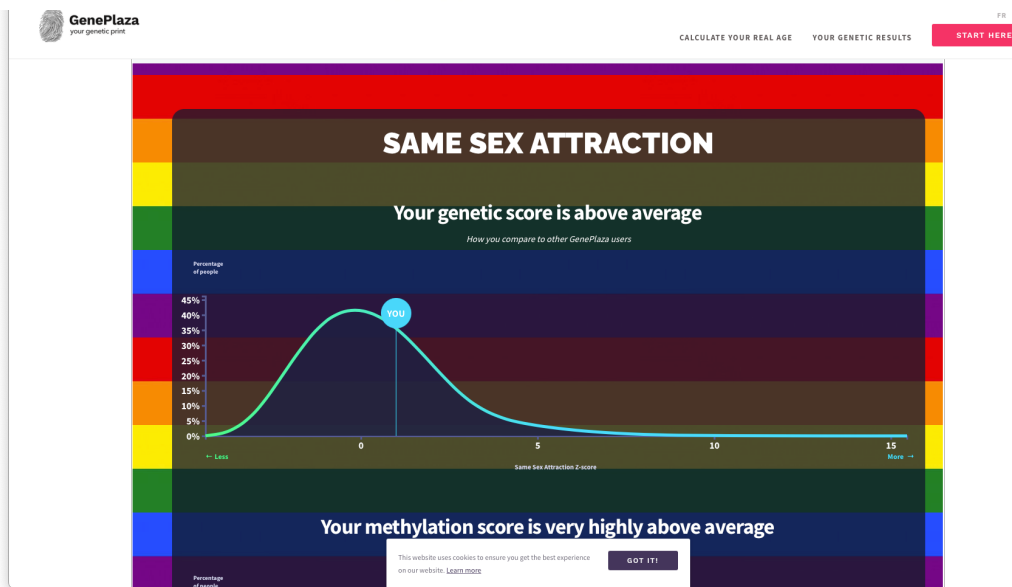 GenePlaza
your genetic print
FR
CALCULATE YOUR REAL AGE
YOUR GENETIC RESULTS
START HERE
SAME SEX ATTRACTION
Your genetic score is above average
How you compare to other GenePlaza users
Percentage
of people
45%
40%
35%
30%
25%
20%
15%
10%
5%
0%
YOU
0
5
10
15
← Less
More →
Same Sex Attraction Z-score
Your methylation score is very highly above average
This website uses cookies to ensure you get the best experience
on our website. Learn more
GOT IT!
Percentage
of people